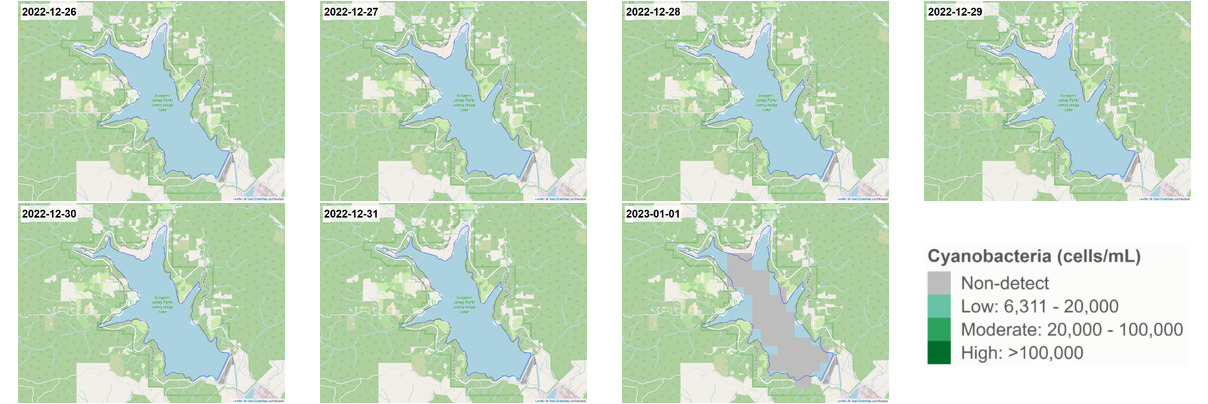 2022-12-26
2022-12-27
2022-12-28
2022-12-29
2022-12-30
2022-12-31
2023-01-01
Cyanobacteria (cells/mL)
Non-detect
Low: 6,311 - 20,000
Moderate: 20,000 - 100,000
High: >100,000